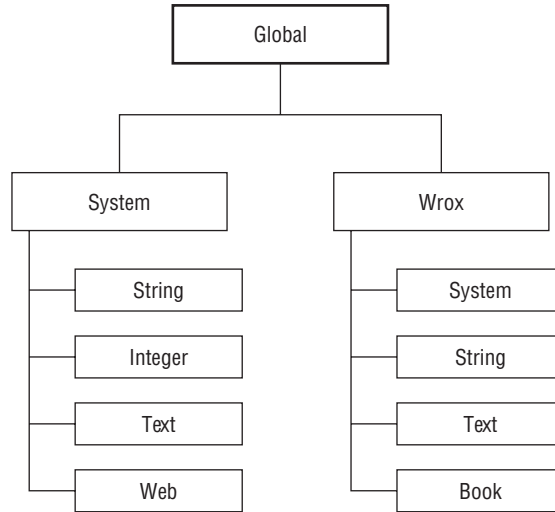 Global
System
Wrox
String
Integer
Text
Web
System
String
Text
Book